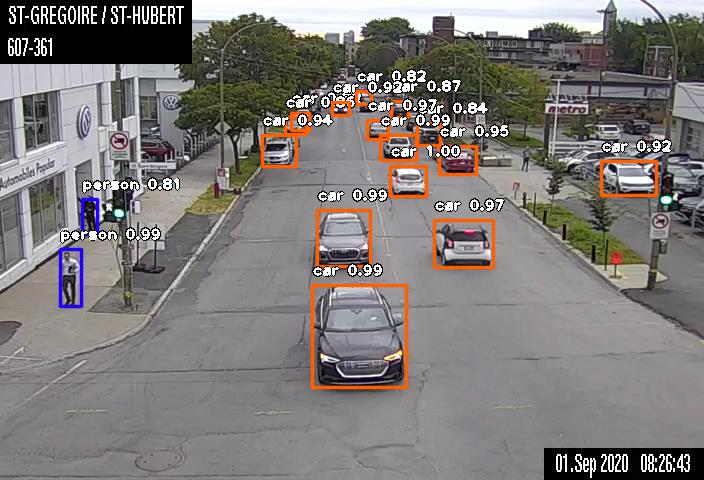 ST-GREGOIRE / ST-HUBERT
607-361
car 0.82
car 0.92
0.87
car 0.97
0.84
car 0.94
car 0.99
car 0.95
car 1.00
car 0.92
person 0.81
car 0.99
car 0.97
person 0.99
car 0.99
Automobiles Popular
metro
01.Sep 2020 08:26:43